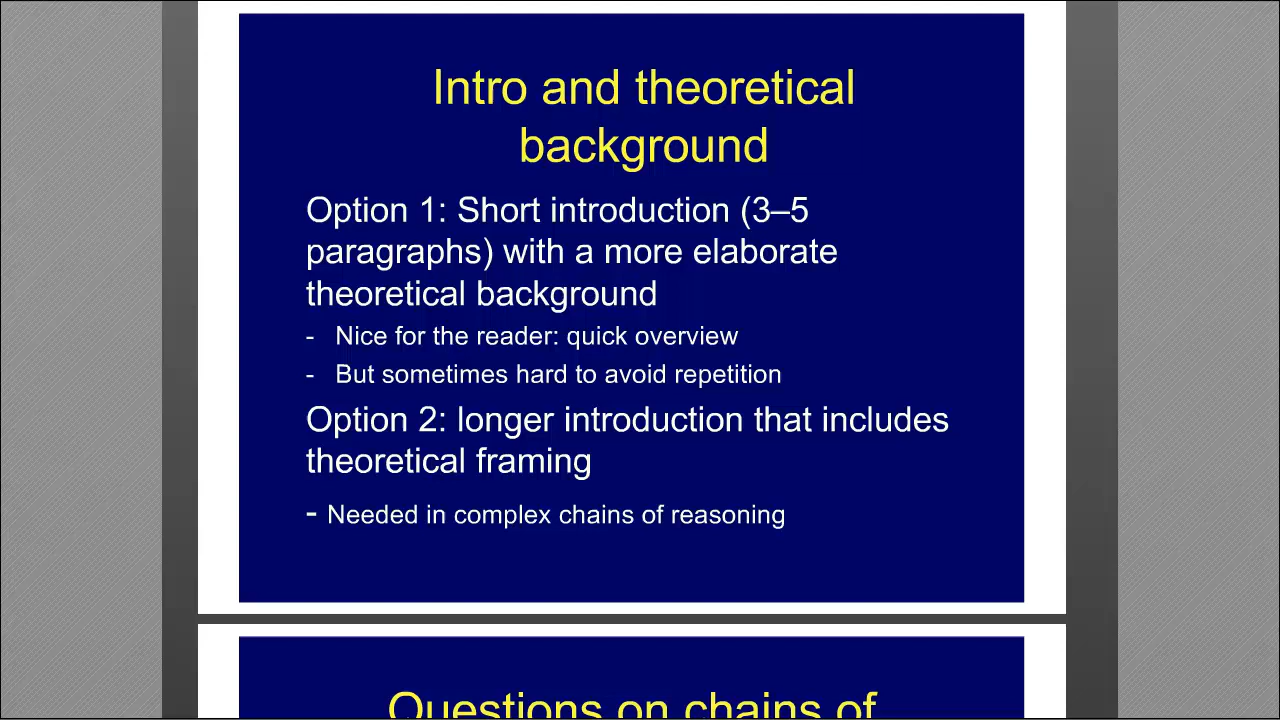 Intro and theoretical
background
Option 1: Short introduction (3–5
paragraphs) with a more elaborate
theoretical background
- Nice for the reader: quick overview
- But sometimes hard to avoid repetition
Option 2: longer introduction that includes
theoretical framing
- Needed in complex chains of reasoning
Questions on chains of